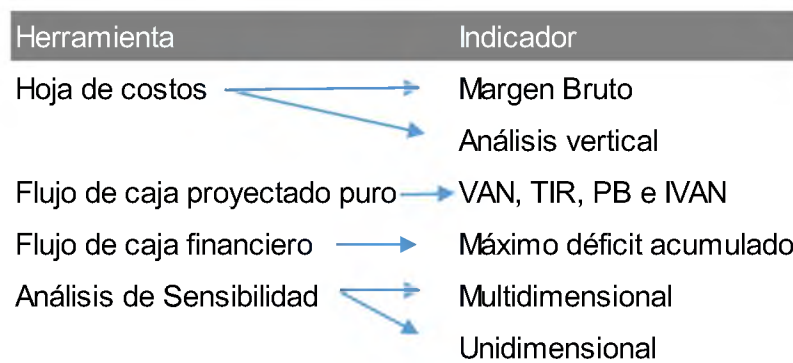 Herramienta Indicador
Hoja de costos Margen Bruto
Análisis vertical
Flujo de caja proyectado puro VAN, TIR, PB e IVAN
Flujo de caja financiero Máximo déficit acumulado
Análisis de Sensibilidad Multidimensional
Unidimensional